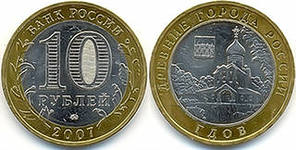 БАНК РОССИИ
10
РУБЛЕЙ
2007
ДРЕВНИЕ ГОРОДА РОССИИ
ГДОВ